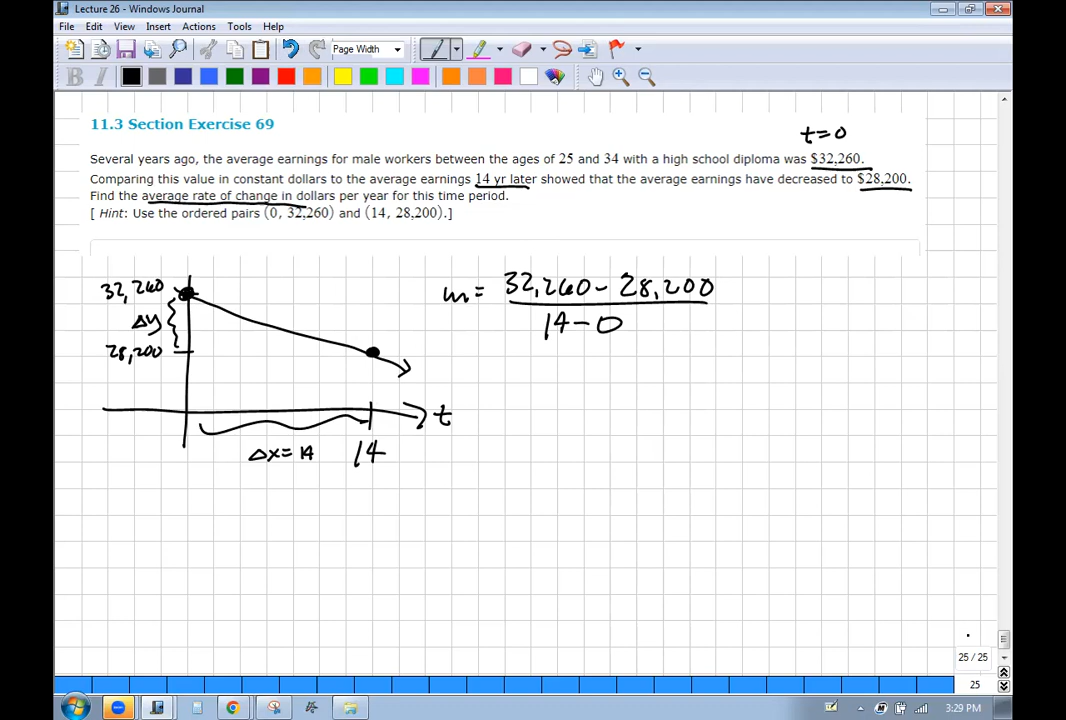 Lecture 26 - Windows Journal
File Edit View Insert Actions Tools Help
Page Width
B I
11.3 Section Exercise 69
t=0
Several years ago, the average earnings for male workers between the ages of 25 and 34 with a high school diploma was $32,260.
Comparing this value in constant dollars to the average earnings 14 yr later showed that the average earnings have decreased to $28,200.
Find the average rate of change in dollars per year for this time period.
[ Hint: Use the ordered pairs (0, 32,260) and (14, 28,200).]
32,260
Δy
28,200
m = 32,260 - 28,200
14 - 0
t
Δx = 14
14
25 / 25
25
3:29 PM